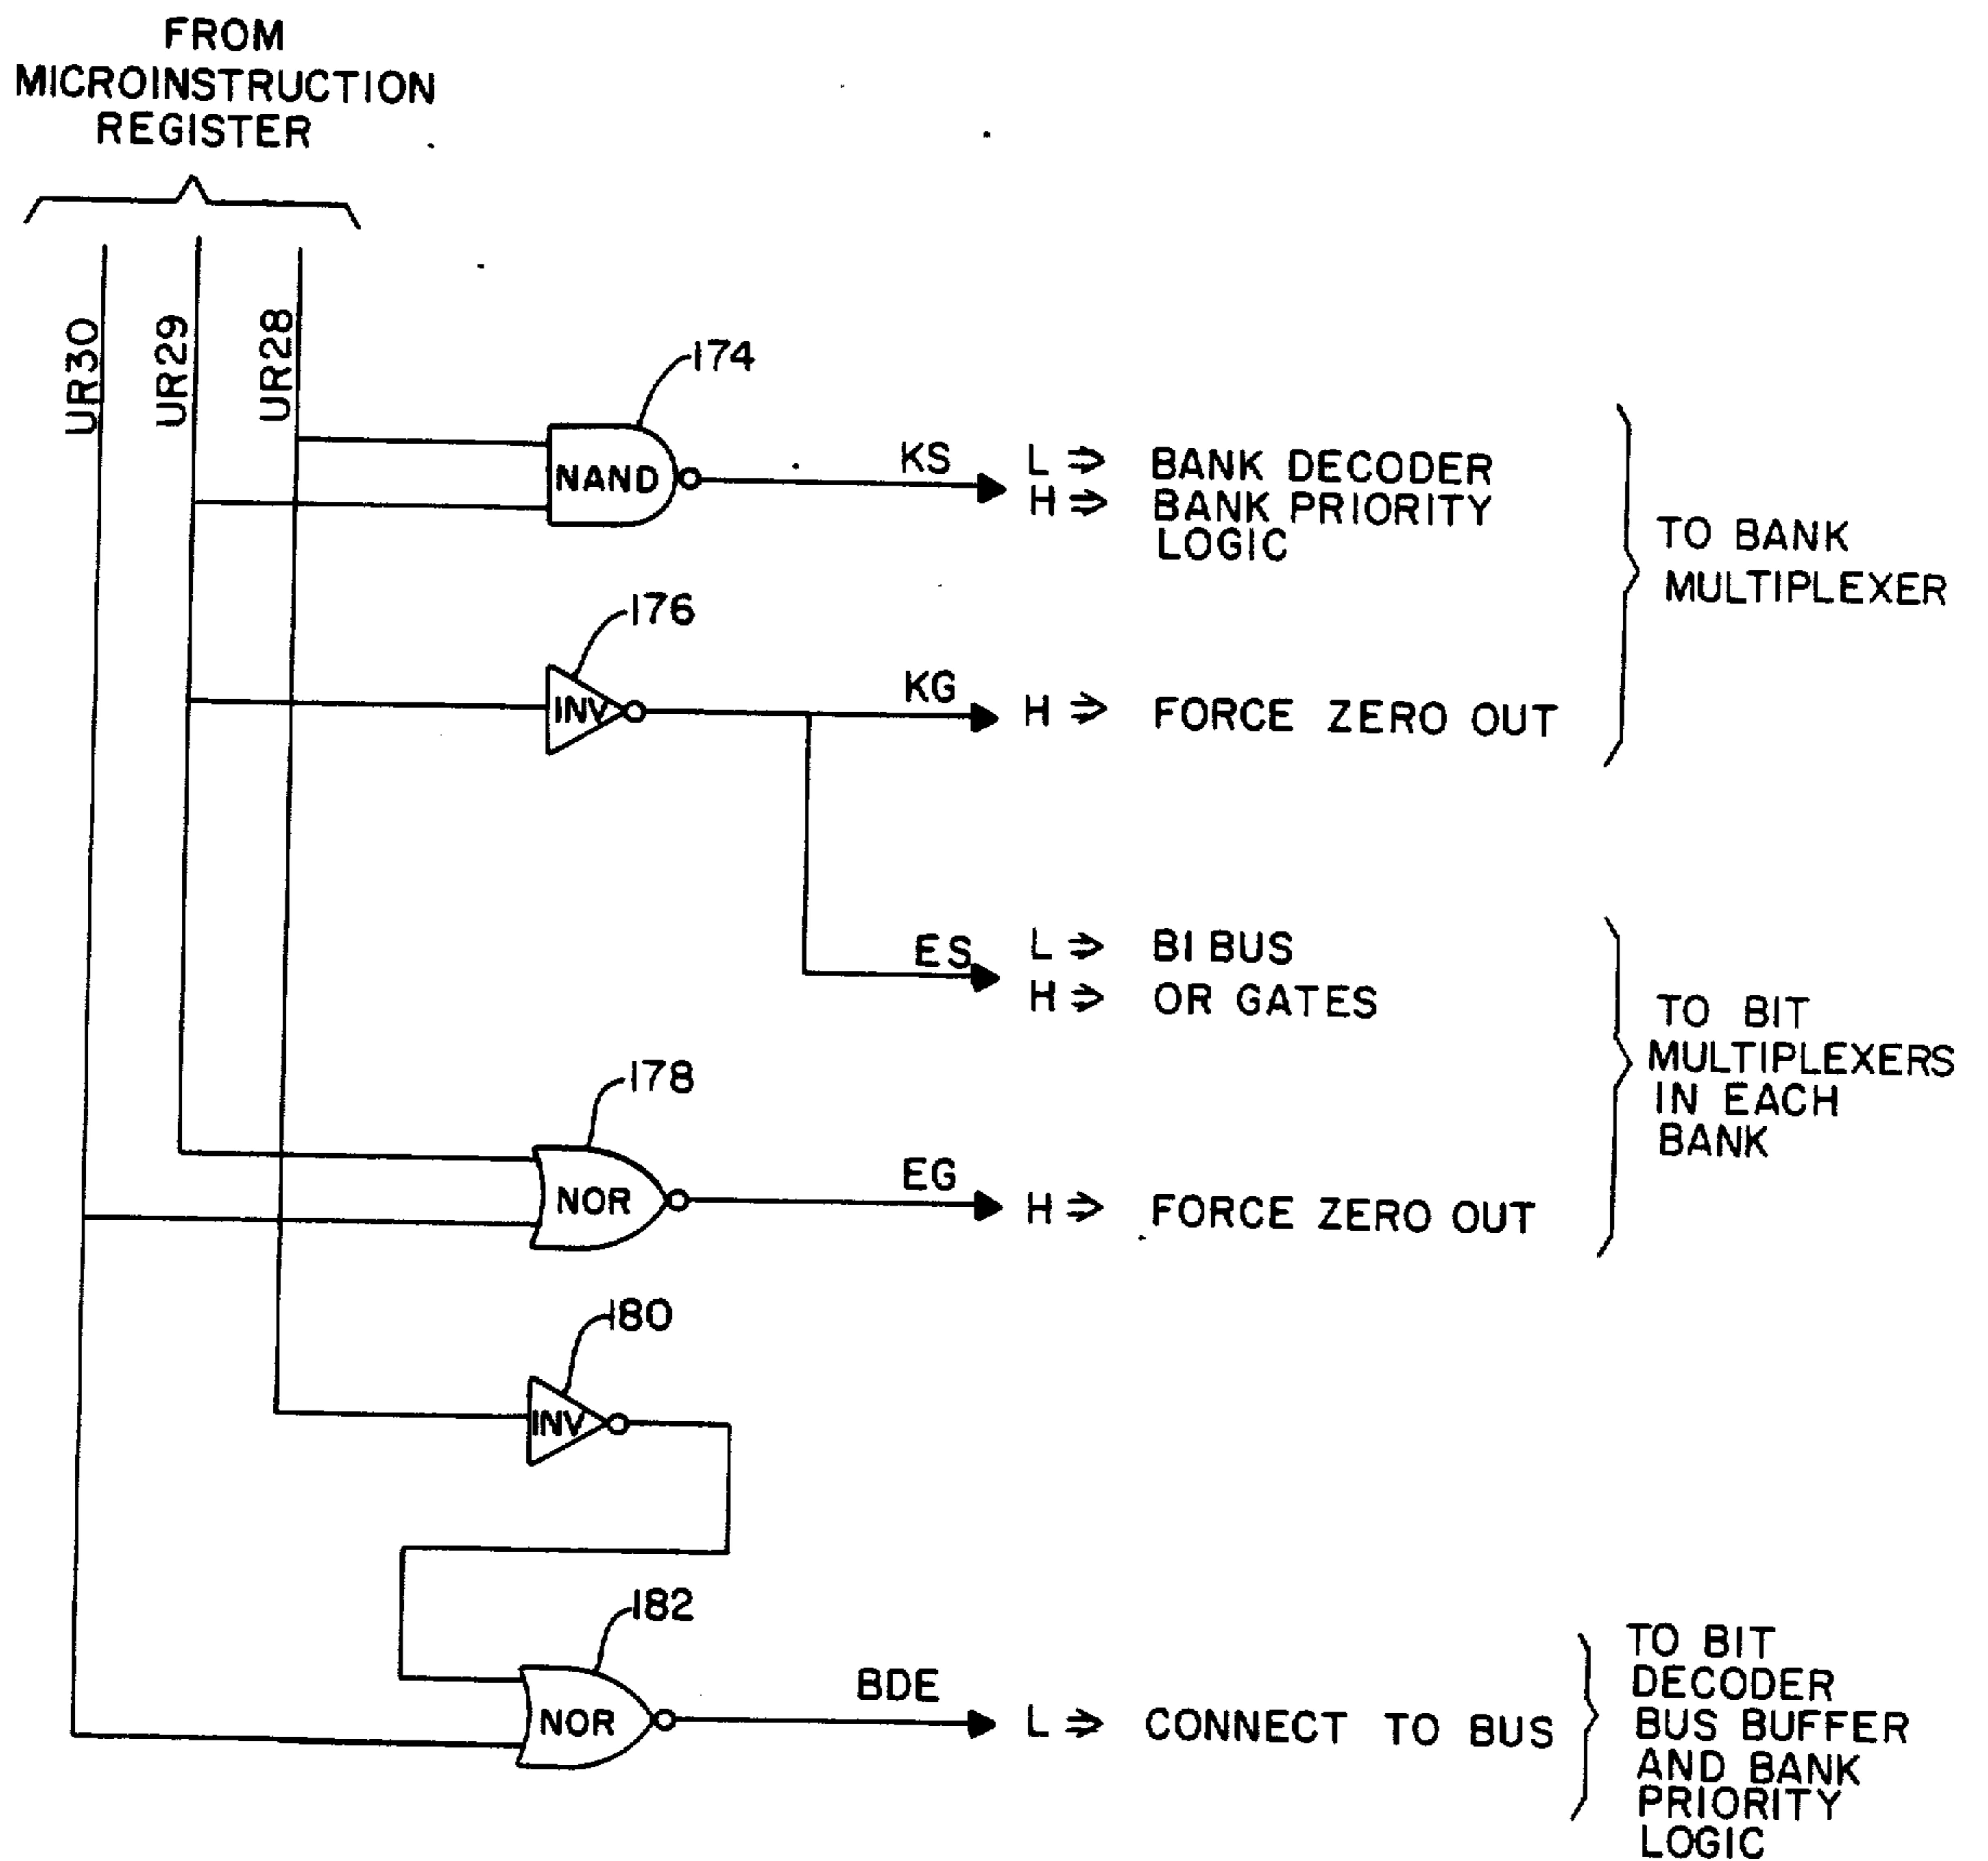 FROM
MICROINSTRUCTION
REGISTER
UR30
UR29
UR28
174
NAND
KS
L ⇒ BANK DECODER
H ⇒ BANK PRIORITY
LOGIC
TO BANK
MULTIPLEXER
176
INV
KG
H ⇒ FORCE ZERO OUT
ES
L ⇒ BI BUS
H ⇒ OR GATES
TO BIT
MULTIPLEXERS
IN EACH
BANK
178
NOR
EG
H ⇒ FORCE ZERO OUT
180
INV
182
NOR
BDE
L ⇒ CONNECT TO BUS
TO BIT
DECODER
BUS BUFFER
AND BANK
PRIORITY
LOGIC